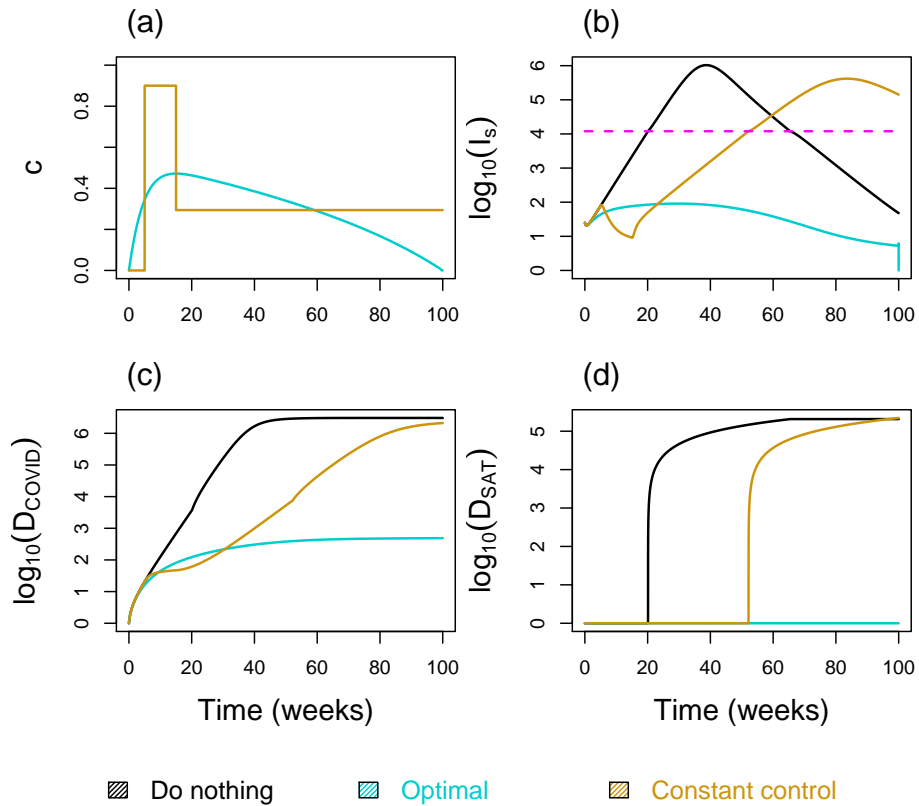 (a)
c
0.0 0.4 0.8
0 20 40 60 80 100
(b)
log10(Is)
0 1 2 3 4 5 6
0 20 40 60 80 100
(c)
log10(DCOVID)
0 1 2 3 4 5 6
0 20 40 60 80 100
Time (weeks)
(d)
log10(DSAT)
0 1 2 3 4 5
0 20 40 60 80 100
Time (weeks)
Do nothing Optimal Constant control